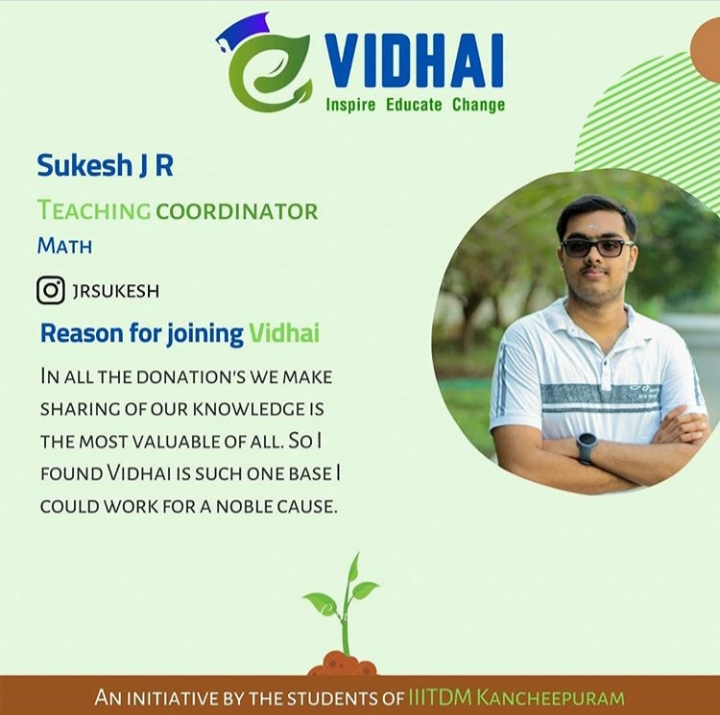 VIDHAI
Inspire Educate Change
Sukesh J R
TEACHING COORDINATOR
MATH
JRSUKESH
Reason for joining Vidhai
IN ALL THE DONATION'S WE MAKE
SHARING OF OUR KNOWLEDGE IS
THE MOST VALUABLE OF ALL. SO I
FOUND VIDHAI IS SUCH ONE BASE I
COULD WORK FOR A NOBLE CAUSE.
AN INITIATIVE BY THE STUDENTS OF IIITDM KANCHEEPURAM